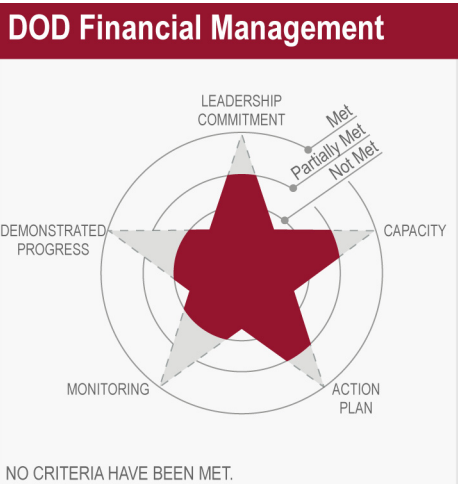 DOD Financial Management
LEADERSHIP
COMMITMENT
Met
Partially Met
Not Met
DEMONSTRATED
PROGRESS
CAPACITY
MONITORING
ACTION
PLAN
NO CRITERIA HAVE BEEN MET.